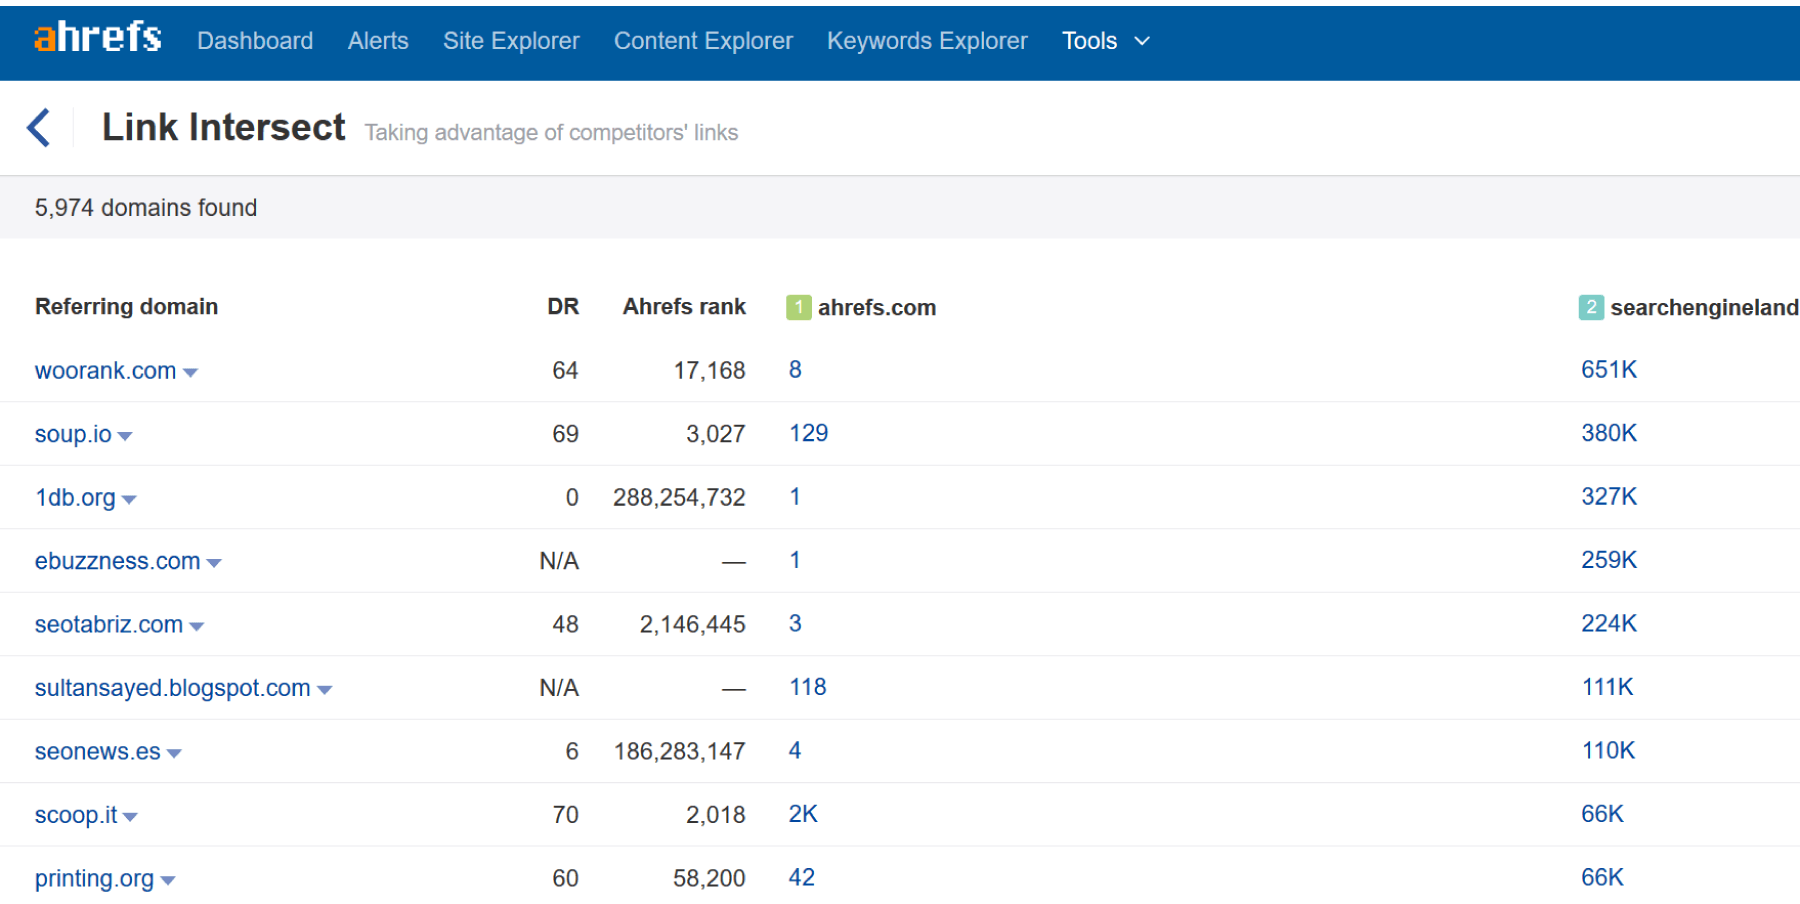 ahrefs Dashboard Alerts Site Explorer Content Explorer Keywords Explorer Tools
Link Intersect Taking advantage of competitors' links
5,974 domains found
Referring domain DR Ahrefs rank 1 ahrefs.com 2 searchengineland
woorank.com 64 17,168 8 651K
soup.io 69 3,027 129 380K
1db.org 0 288,254,732 1 327K
ebuzzness.com N/A — 1 259K
seotabriz.com 48 2,146,445 3 224K
sultansayed.blogspot.com N/A — 118 111K
seonews.es 6 186,283,147 4 110K
scoop.it 70 2,018 2K 66K
printing.org 60 58,200 42 66K